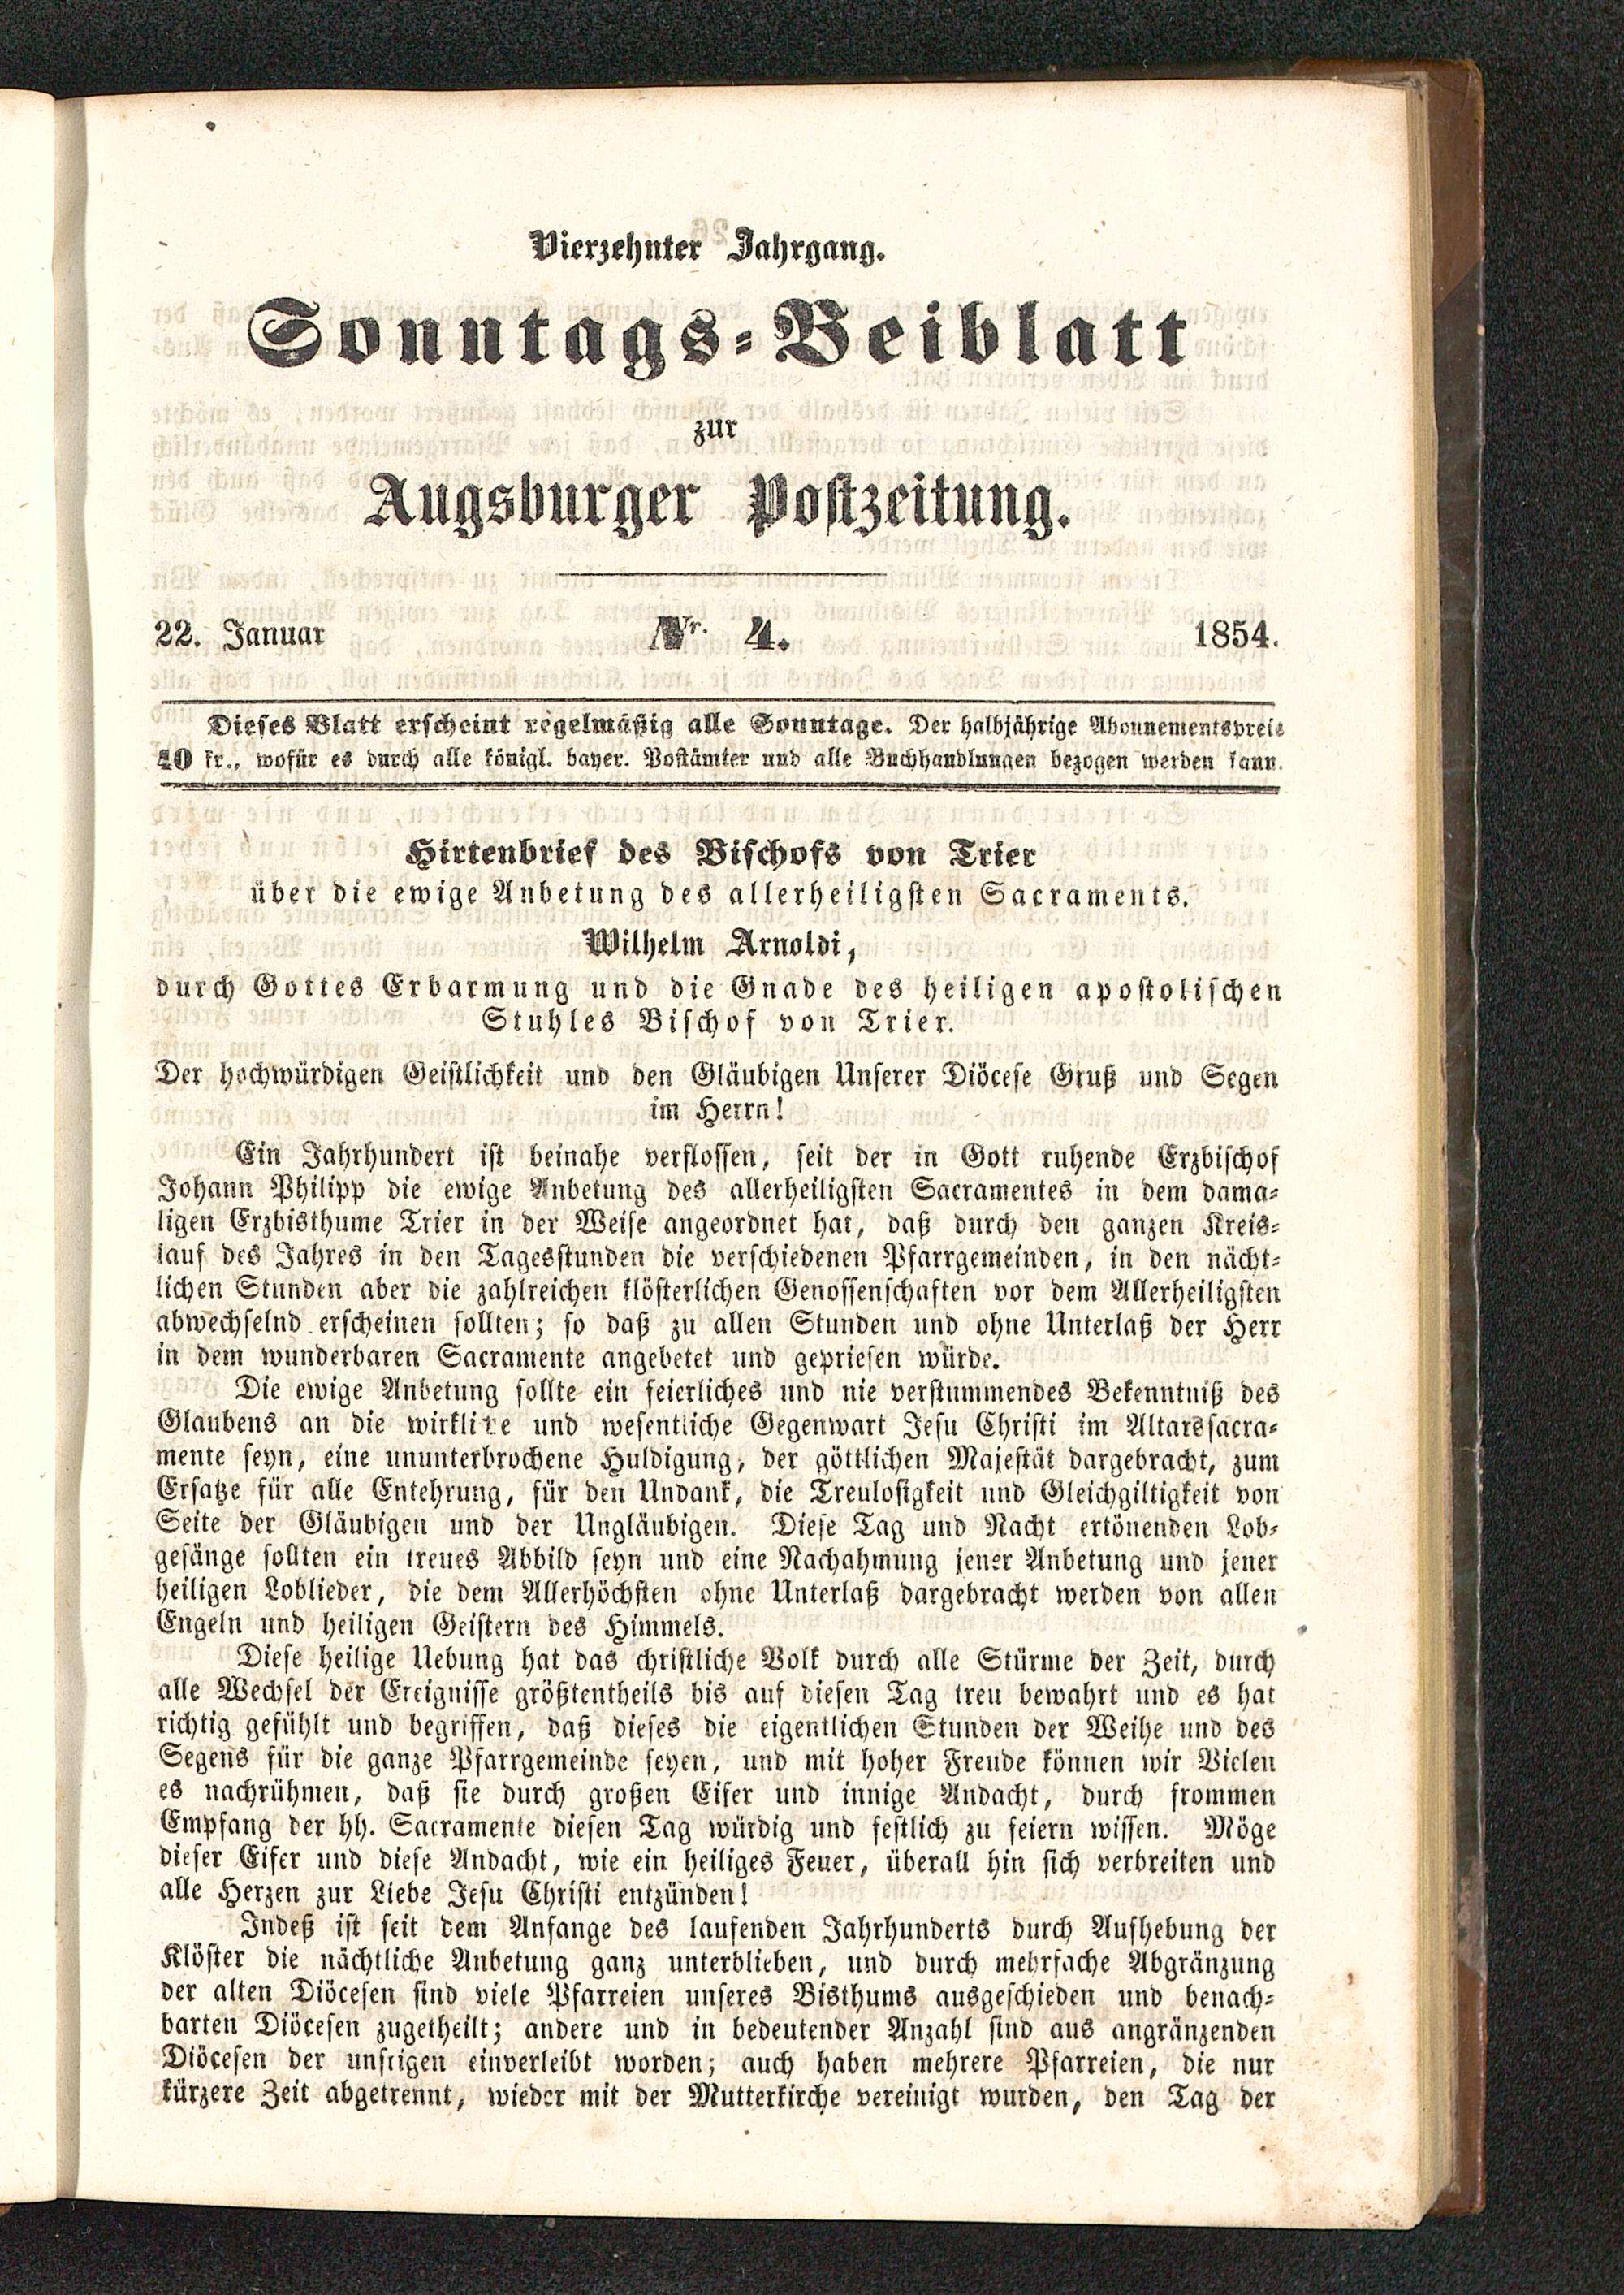 Vierzehnter Jahrgang.
Sonntags-Beiblatt
zur
Augsburger Postzeitung.
22. Januar Nr. 4. 1854.
Dieses Blatt erscheint regelmäßig alle Sonntage. Der halbjährige Abonnementspreis
40 kr., wofür es durch alle königl. bayer. Postämter und alle Buchhandlungen bezogen werden kann.
Hirtenbrief des Bischofs von Trier
über die ewige Anbetung des allerheiligsten Sacraments.
Wilhelm Arnoldi,
durch Gottes Erbarmung und die Gnade des heiligen apostolischen
Stuhles Bischof von Trier.
Der hochwürdigen Geistlichkeit und den Gläubigen Unserer Diöcese Gruß und Segen
im Herrn!
Ein Jahrhundert ist beinahe verflossen, seit der in Gott ruhende Erzbischof
Johann Philipp die ewige Anbetung des allerheiligsten Sacramentes in dem dama-
ligen Erzbisthume Trier in der Weise angeordnet hat, daß durch den ganzen Kreis-
lauf des Jahres in den Tagesstunden die verschiedenen Pfarrgemeinden, in den nächt-
lichen Stunden aber die zahlreichen klösterlichen Genossenschaften vor dem Allerheiligsten
abwechselnd erscheinen sollten; so daß zu allen Stunden und ohne Unterlaß der Herr
in dem wunderbaren Sacramente angebetet und gepriesen würde.
Die ewige Anbetung sollte ein feierliches und nie verstummendes Bekenntniß des
Glaubens an die und wesentliche Gegenwart Jesu Christi im Altarssacra-
mente seyn, eine ununterbrochene Huldigung, der göttlichen Majestät dargebracht, zum
Ersatze für alle Entehrung, für den Undank, die Treulosigkeit und Gleichgiltigkeit von
Seite der Gläubigen und der Ungläubigen. Diese Tag und Nacht ertönenden Lob-
gesänge sollten ein treues Abbild seyn und eine Nachahmung jener Anbetung und jener
heiligen Loblieder, die dem Allerhöchsten ohne Unterlaß dargebracht werden von allen
Engeln und heiligen Geistern des Himmels.
Diese heilige Uebung hat das christliche Volk durch alle Stürme der Zeit, durch
alle Wechsel der Ereignisse größtentheils bis auf diesen Tag treu bewahrt und es hat
richtig gefühlt und begriffen, daß dieses die eigentlichen Stunden der Weihe und des
Segens für die ganze Pfarrgemeinde seyen, und mit hoher Freude können wir Vielen
es nachrühmen, daß sie durch großen Eifer und innige Andacht, durch frommen
Empfang der hh. Sacramente diesen Tag würdig und festlich zu feiern wissen. Möge
dieser Eifer und diese Andacht, wie ein heiliges Feuer, überall hin sich verbreiten und
alle Herzen zur Liebe Jesu Christi entzünden!
Indeß ist seit dem Anfange des laufenden Jahrhunderts durch Aufhebung der
Klöster die nächtliche Anbetung ganz unterblieben, und durch mehrfache Abgränzung
der alten Diöcesen sind viele Pfarreien unseres Bisthums ausgeschieden und benach-
barten Diöcesen zugetheilt; andere und in bedeutender Anzahl sind aus angränzenden
Diöcesen der unsrigen einverleibt worden; auch haben mehrere Pfarreien, die nur
kürzere Zeit abgetrennt, wieder mit der Mutterkirche vereinigt wurden, den Tag der